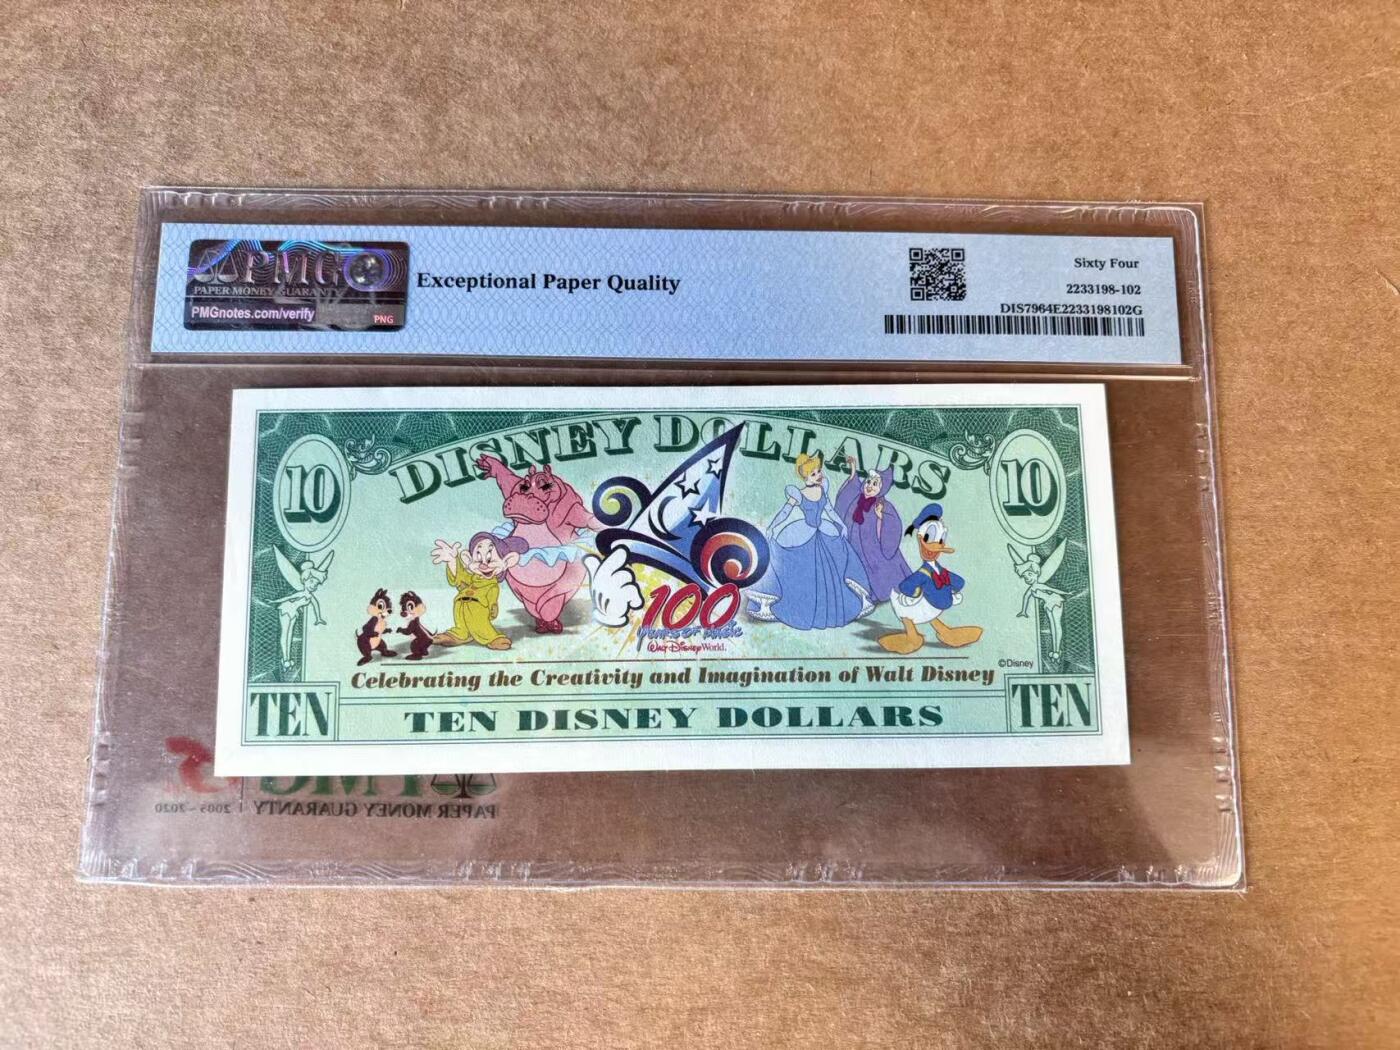 PMG
PAPER MONEY GUARANTY
PMGnotes.com/verify
PNG
Exceptional Paper Quality
Sixty Four
2233198-102
DIS7964E2233198102G
DISNEY DOLLARS
10
10
100
YEARS OF MAGIC
Walt Disney World.
©Disney
Celebrating the Creativity and Imagination of Walt Disney
TEN
TEN DISNEY DOLLARS
TEN
PMG
PAPER MONEY GUARANTY | 2005 - 2020